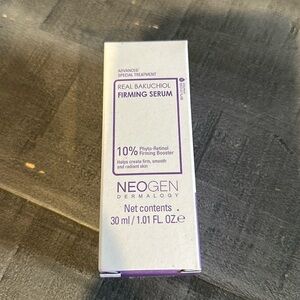 ADVANCED
SPECIAL TREATMENT
REAL BAKUCHIOL
FIRMING SERUM
10% Phyto-Retinol
Firming Booster
Helps create firm, smooth
and radiant skin
NEOGEN
DERMALOGY
Net contents
30 ml / 1.01 FL. OZ.e